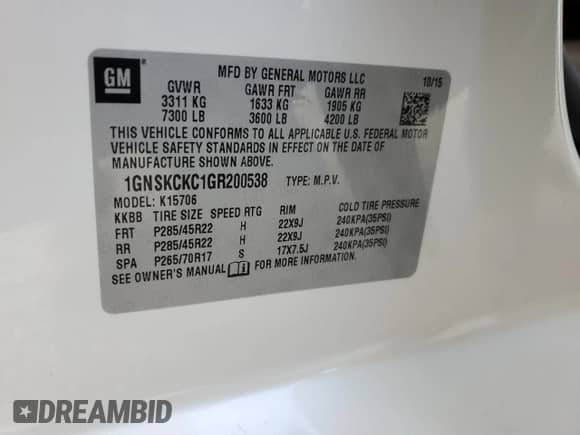 GM
MFD BY GENERAL MOTORS LLC
10/15
GVWR GAWR FRT GAWR RR
3311 KG 1633 KG 1905 KG
7300 LB 3600 LB 4200 LB
THIS VEHICLE CONFORMS TO ALL APPLICABLE U.S. FEDERAL MOTOR
VEHICLE SAFETY STANDARDS IN EFFECT ON THE DATE OF
MANUFACTURE SHOWN ABOVE.
1GNSKCKC1GR200538 TYPE: M.P.V.
MODEL: K15706
KKBB TIRE SIZE SPEED RTG RIM COLD TIRE PRESSURE
FRT P285/45R22 H 22X9J 240KPA(35PSI)
RR P285/45R22 H 22X9J 240KPA(35PSI)
SPA P265/70R17 S 17X7.5J 240KPA(35PSI)
SEE OWNER'S MANUAL FOR MORE INFORMATION.
DREAMBID